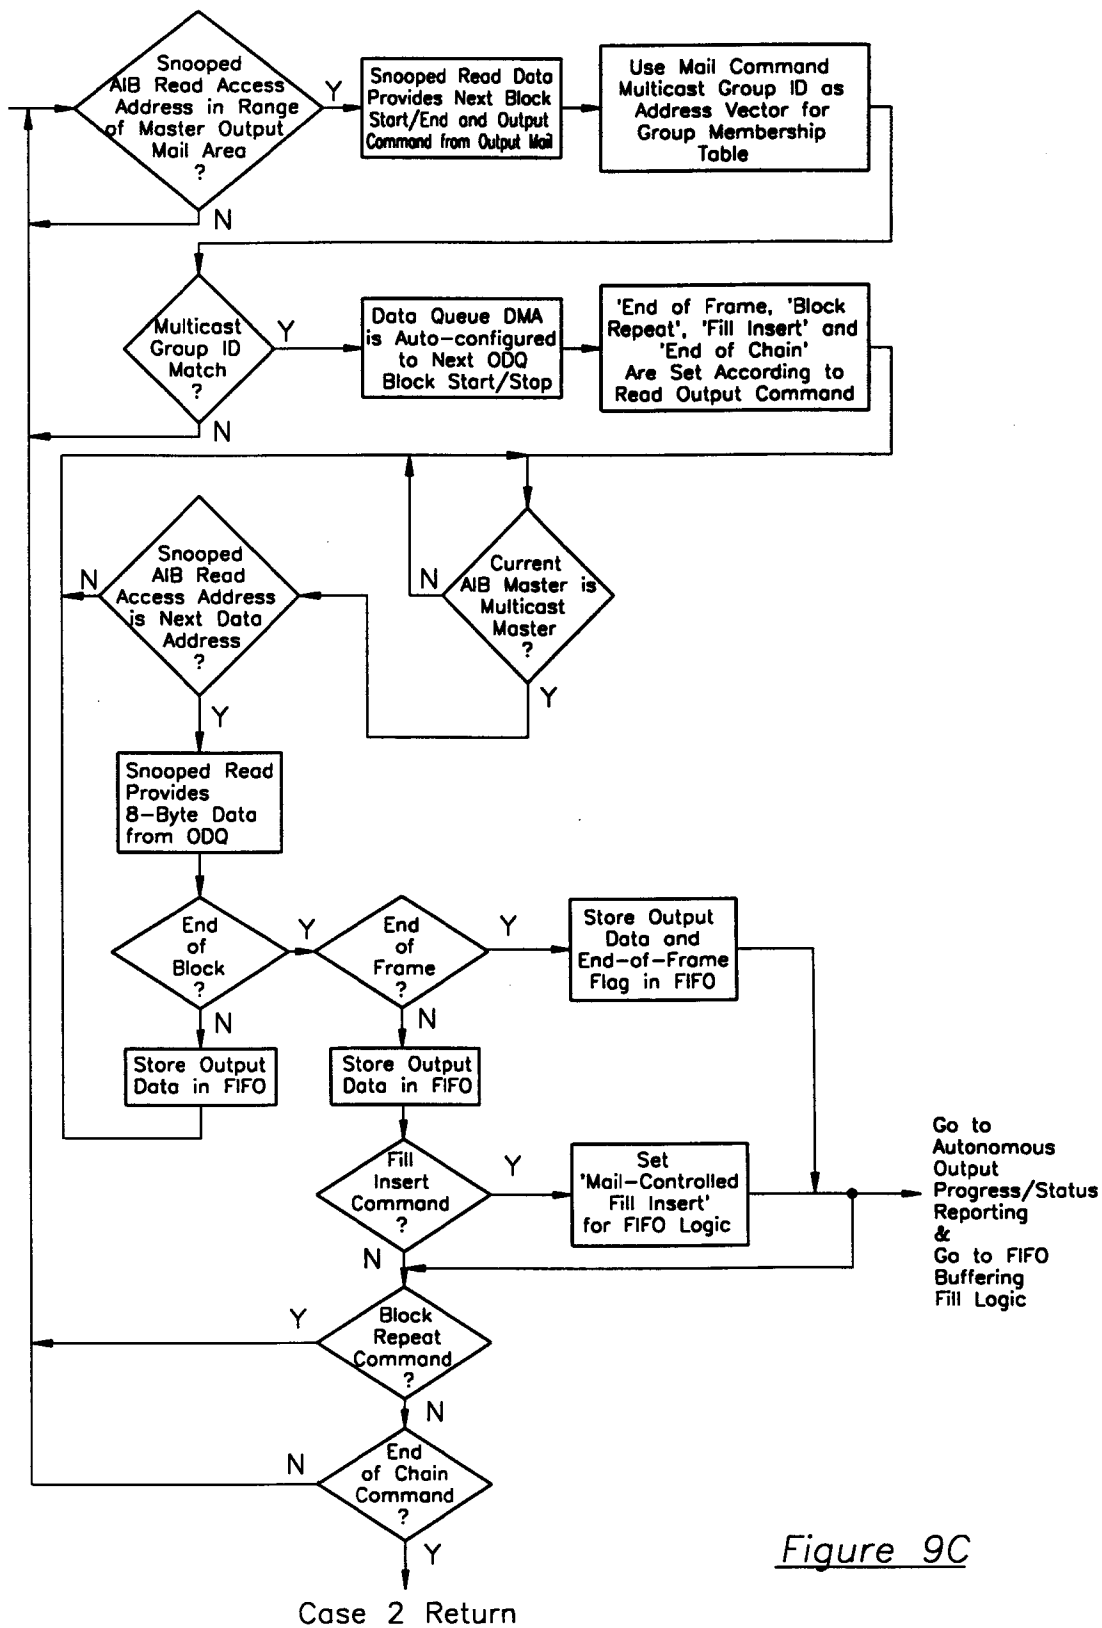 Snooped
AIB Read Access
Address in Range
of Master Output
Mail Area
?
Y
N
Snooped Read Data
Provides Next Block
Start/End and Output
Command from Output Mail
Use Mail Command
Multicast Group ID as
Address Vector for
Group Membership
Table
Multicast
Group ID
Match
?
Y
N
Data Queue DMA
is Auto-configured
to Next ODQ
Block Start/Stop
'End of Frame, 'Block
Repeat', 'Fill Insert' and
'End of Chain'
Are Set According to
Read Output Command
Current
AIB Master is
Multicast
Master
?
N
Y
Snooped
AIB Read
Access Address
is Next Data
Address
?
N
Y
Snooped Read
Provides
8-Byte Data
from ODQ
End
of
Block
?
Y
N
End
of
Frame
?
Y
N
Store Output
Data and
End-of-Frame
Flag in FIFO
Store Output
Data in FIFO
Store Output
Data in FIFO
Fill
Insert
Command
?
Y
N
Set
'Mail-Controlled
Fill Insert'
for FIFO Logic
Go to
Autonomous
Output
Progress/Status
Reporting
&
Go to FIFO
Buffering
Fill Logic
Block
Repeat
Command
?
Y
N
End
of Chain
Command
?
N
Y
Case 2 Return
Figure 9C